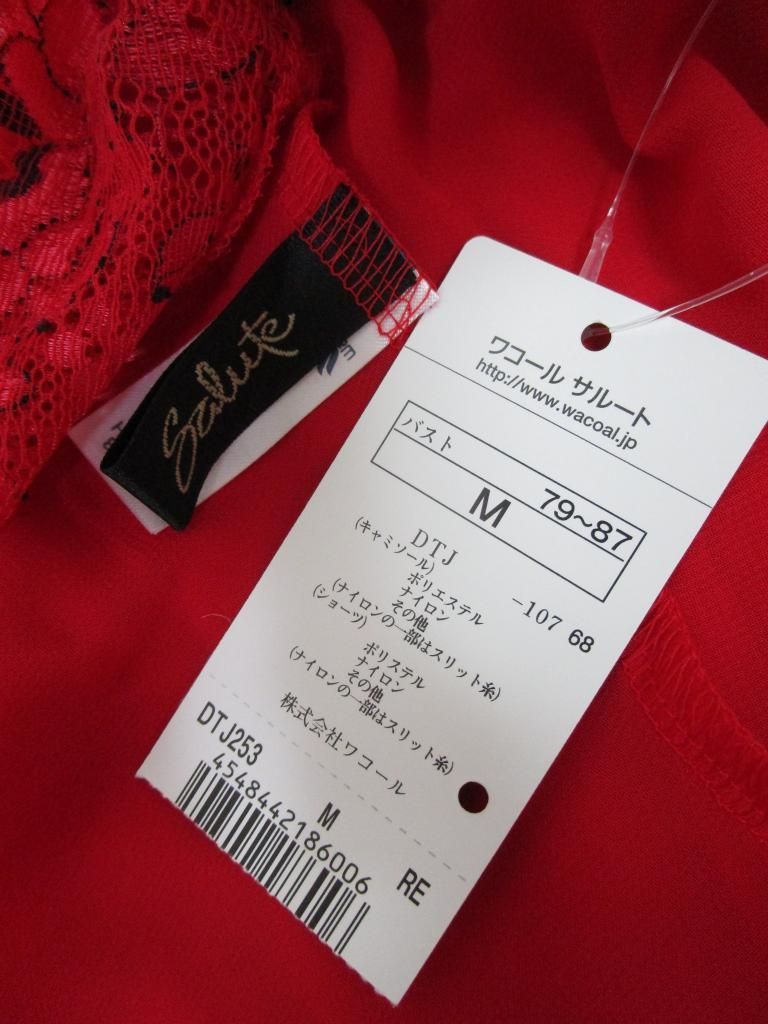 Salute
ワコール サルート
http://www.wacoal.jp
バスト 79~87
M
DTJ -107 68
(キャミソール)
ポリエステル
ナイロン
その他
(ナイロンの一部はスリット糸)
(ショーツ)
ポリステル
ナイロン
その他
(ナイロンの一部はスリット糸)
株式会社ワコール
DTJ253 M RE
4548442186006